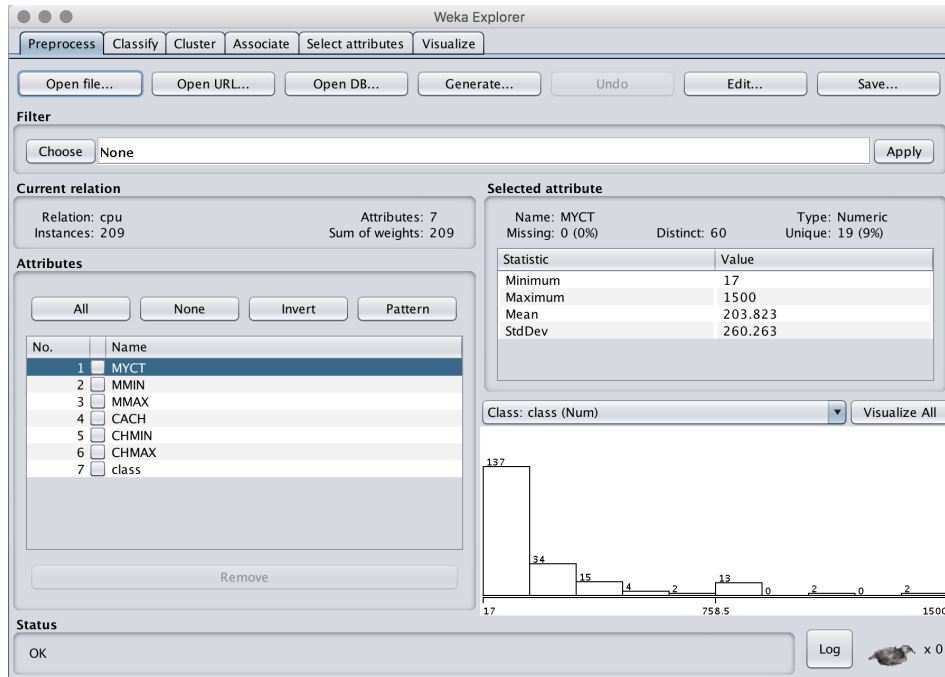 Weka Explorer
Preprocess Classify Cluster Associate Select attributes Visualize
Open file... Open URL... Open DB... Generate... Undo Edit... Save...
Filter
Choose None Apply
Current relation
Relation: cpu Attributes: 7
Instances: 209 Sum of weights: 209
Attributes
All None Invert Pattern
No. Name
1 MYCT
2 MMIN
3 MMAX
4 CACH
5 CHMIN
6 CHMAX
7 class
Remove
Selected attribute
Name: MYCT Type: Numeric
Missing: 0 (0%) Distinct: 60 Unique: 19 (9%)
Statistic Value
Minimum 17
Maximum 1500
Mean 203.823
StdDev 260.263
Class: class (Num) Visualize All
137
34
15
4
2
13
0
2
0
2
17 758.5 1500
Status
OK Log x 0